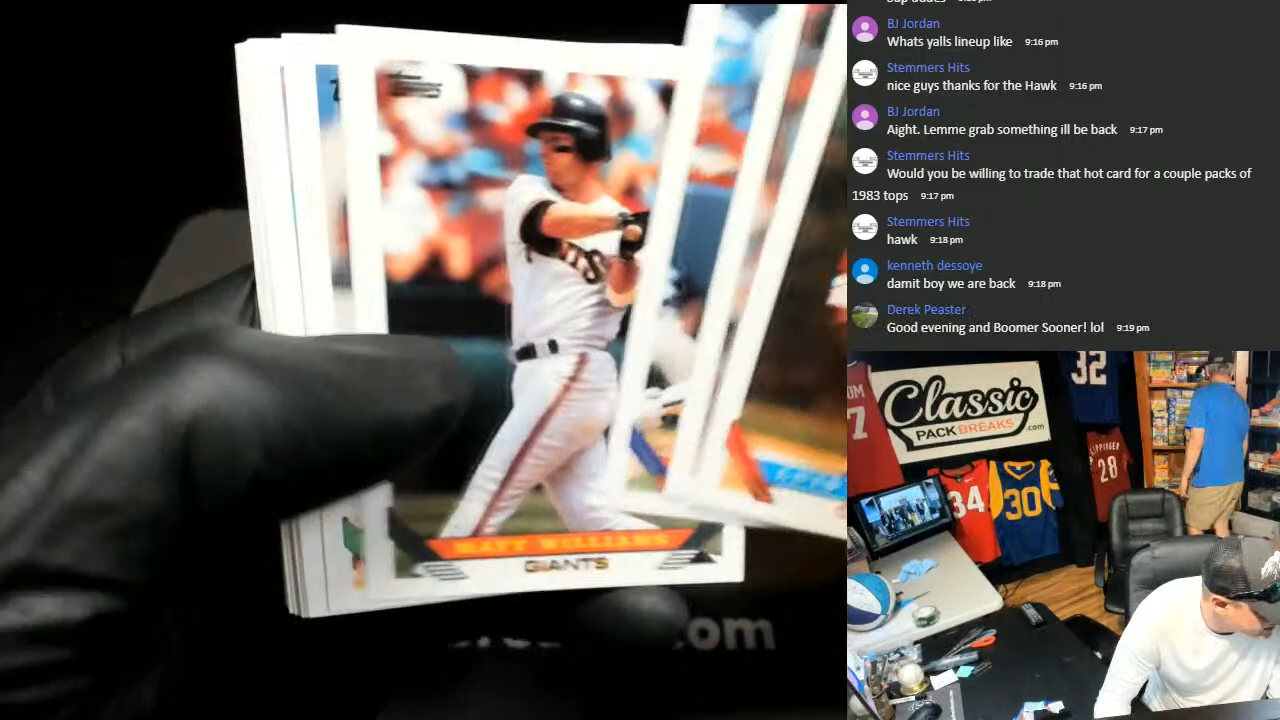 BJ Jordan
Whats yalls lineup like 9:16 pm
Stemmers Hits
nice guys thanks for the Hawk 9:16 pm
BJ Jordan
Aight. Lemme grab something ill be back 9:17 pm
Stemmers Hits
Would you be willing to trade that hot card for a couple packs of
1983 tops 9:17 pm
Stemmers Hits
hawk 9:18 pm
kenneth dessoye
damit boy we are back 9:18 pm
Derek Peaster
Good evening and Boomer Sooner! lol 9:19 pm
Topps
MATT WILLIAMS
GIANTS
.com
Classic
PACK BREAKS
.com
32
7
34
30
28